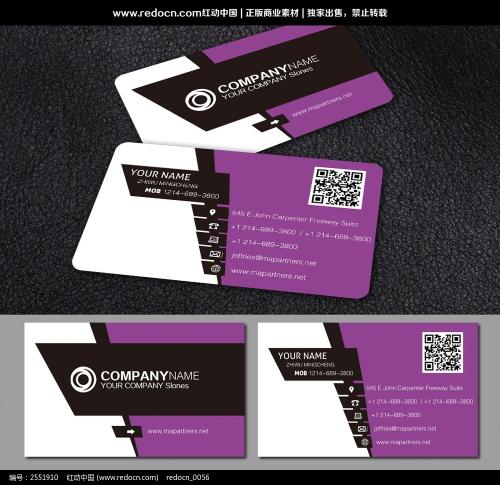 www.redocn.com红动中国 | 正版商业素材 | 独家出售，禁止转载
COMPANYNAME
YOUR COMPANY Slones
www.mapartners.net
YOUR NAME
ZHIWU MINGCHENG
MOB 1214-689-3800
545 E John Carpenter Freeway Suite
+1 214-689-3800 / +1 214-689-3800
+1 214-689-3800
jeffries@mapartners.net
www.mapartners.net
COMPANYNAME
YOUR COMPANY Slones
www.mapartners.net
YOUR NAME
ZHIWU MINGCHENG
MOB 1214-689-3800
545 E John Carpenter Freeway Suite
+1 214-689-3800 / +1 214-689-3800
+1 214-689-3800
jeffries@mapartners.net
www.mapartners.net
编号：2551910 红动中国 (www.redocn.com) redocn_0056